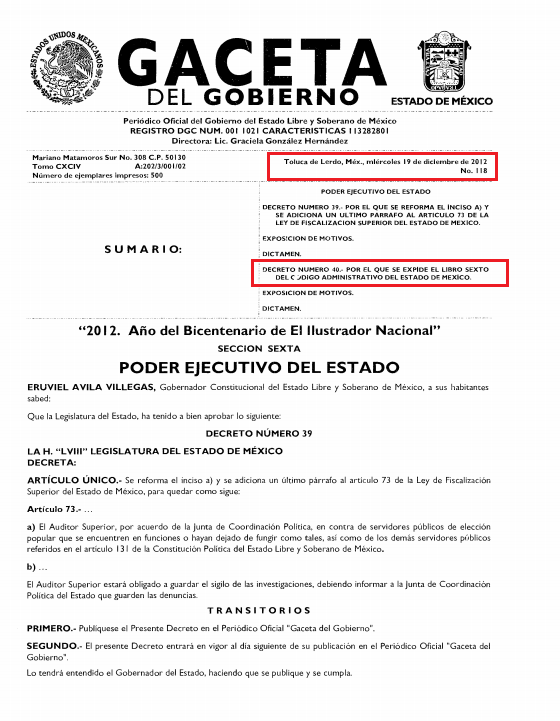 ESTADOS UNIDOS MEXICANOS
GACETA
DEL GOBIERNO
ESTADO DE MÉXICO
Periódico Oficial del Gobierno del Estado Libre y Soberano de México
REGISTRO DGC NUM. 001 1021 CARACTERISTICAS 113282801
Directora: Lic. Graciela González Hernández
Mariano Matamoros Sur No. 308 C.P. 50130
Tomo CXCIV A:202/3/001/02
Número de ejemplares impresos: 500
Toluca de Lerdo, Méx., miércoles 19 de diciembre de 2012
No. 118
SUMARIO:
PODER EJECUTIVO DEL ESTADO
DECRETO NUMERO 39.- POR EL QUE SE REFORMA EL INCISO A) Y
SE ADICIONA UN ULTIMO PARRAFO AL ARTICULO 73 DE LA
LEY DE FISCALIZACION SUPERIOR DEL ESTADO DE MEXICO.
EXPOSICION DE MOTIVOS.
DICTAMEN.
DECRETO NUMERO 40.- POR EL QUE SE EXPIDE EL LIBRO SEXTO
DEL CODIGO ADMINISTRATIVO DEL ESTADO DE MEXICO.
EXPOSICION DE MOTIVOS.
DICTAMEN.
“2012. Año del Bicentenario de El Ilustrador Nacional”
SECCION SEXTA
PODER EJECUTIVO DEL ESTADO
ERUVIEL AVILA VILLEGAS, Gobernador Constitucional del Estado Libre y Soberano de México, a sus habitantes
sabed:
Que la Legislatura del Estado, ha tenido a bien aprobar lo siguiente:
DECRETO NÚMERO 39
LA H. “LVIII” LEGISLATURA DEL ESTADO DE MÉXICO
DECRETA:
ARTÍCULO ÚNICO.- Se reforma el inciso a) y se adiciona un último párrafo al artículo 73 de la Ley de Fiscalización
Superior del Estado de México, para quedar como sigue:
Artículo 73.- ...
a) El Auditor Superior, por acuerdo de la Junta de Coordinación Política, en contra de servidores públicos de elección
popular que se encuentren en funciones o hayan dejado de fungir como tales, así como de los demás servidores públicos
referidos en el artículo 131 de la Constitución Política del Estado Libre y Soberano de México.
b) ...
El Auditor Superior estará obligado a guardar el sigilo de las investigaciones, debiendo informar a la Junta de Coordinación
Política del Estado que guarden las denuncias.
TRANSITORIOS
PRIMERO.- Publíquese el Presente Decreto en el Periódico Oficial "Gaceta del Gobierno".
SEGUNDO.- El presente Decreto entrará en vigor al día siguiente de su publicación en el Periódico Oficial "Gaceta del
Gobierno".
Lo tendrá entendido el Gobernador del Estado, haciendo que se publique y se cumpla.